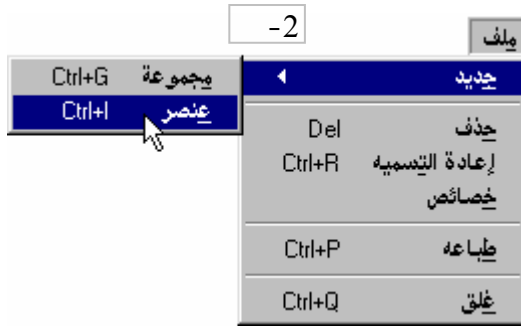 -2
ملف
جديد
مجموعة Ctrl+G
عنصر Ctrl+I
حذف Del
إعادة التسميه Ctrl+R
خصائص
طباعه Ctrl+P
غلق Ctrl+Q